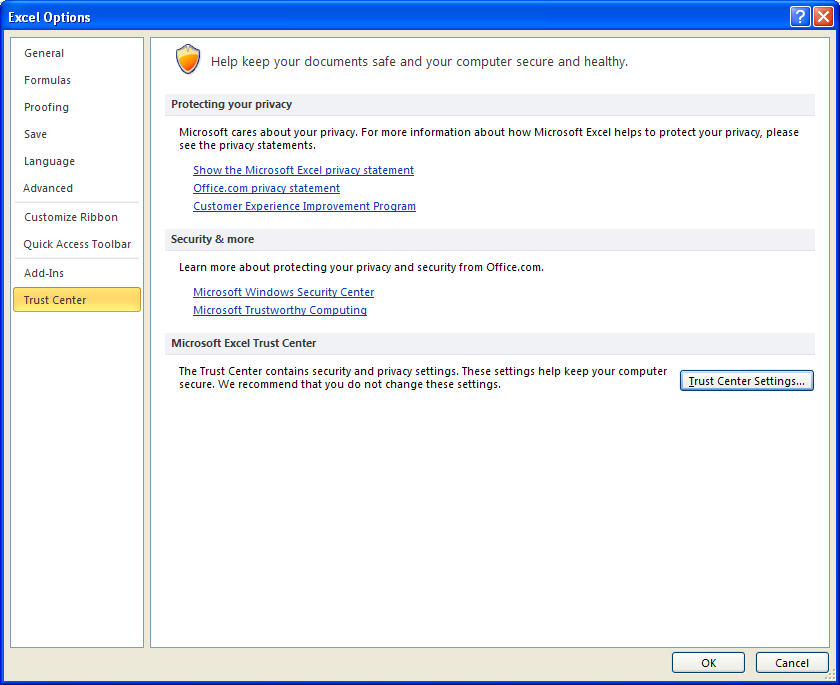 Excel Options
General
Formulas
Proofing
Save
Language
Advanced
Customize Ribbon
Quick Access Toolbar
Add-Ins
Trust Center
Help keep your documents safe and your computer secure and healthy.
Protecting your privacy
Microsoft cares about your privacy. For more information about how Microsoft Excel helps to protect your privacy, please
see the privacy statements.
Show the Microsoft Excel privacy statement
Office.com privacy statement
Customer Experience Improvement Program
Security & more
Learn more about protecting your privacy and security from Office.com.
Microsoft Windows Security Center
Microsoft Trustworthy Computing
Microsoft Excel Trust Center
The Trust Center contains security and privacy settings. These settings help keep your computer
secure. We recommend that you do not change these settings.
Trust Center Settings...
OK
Cancel